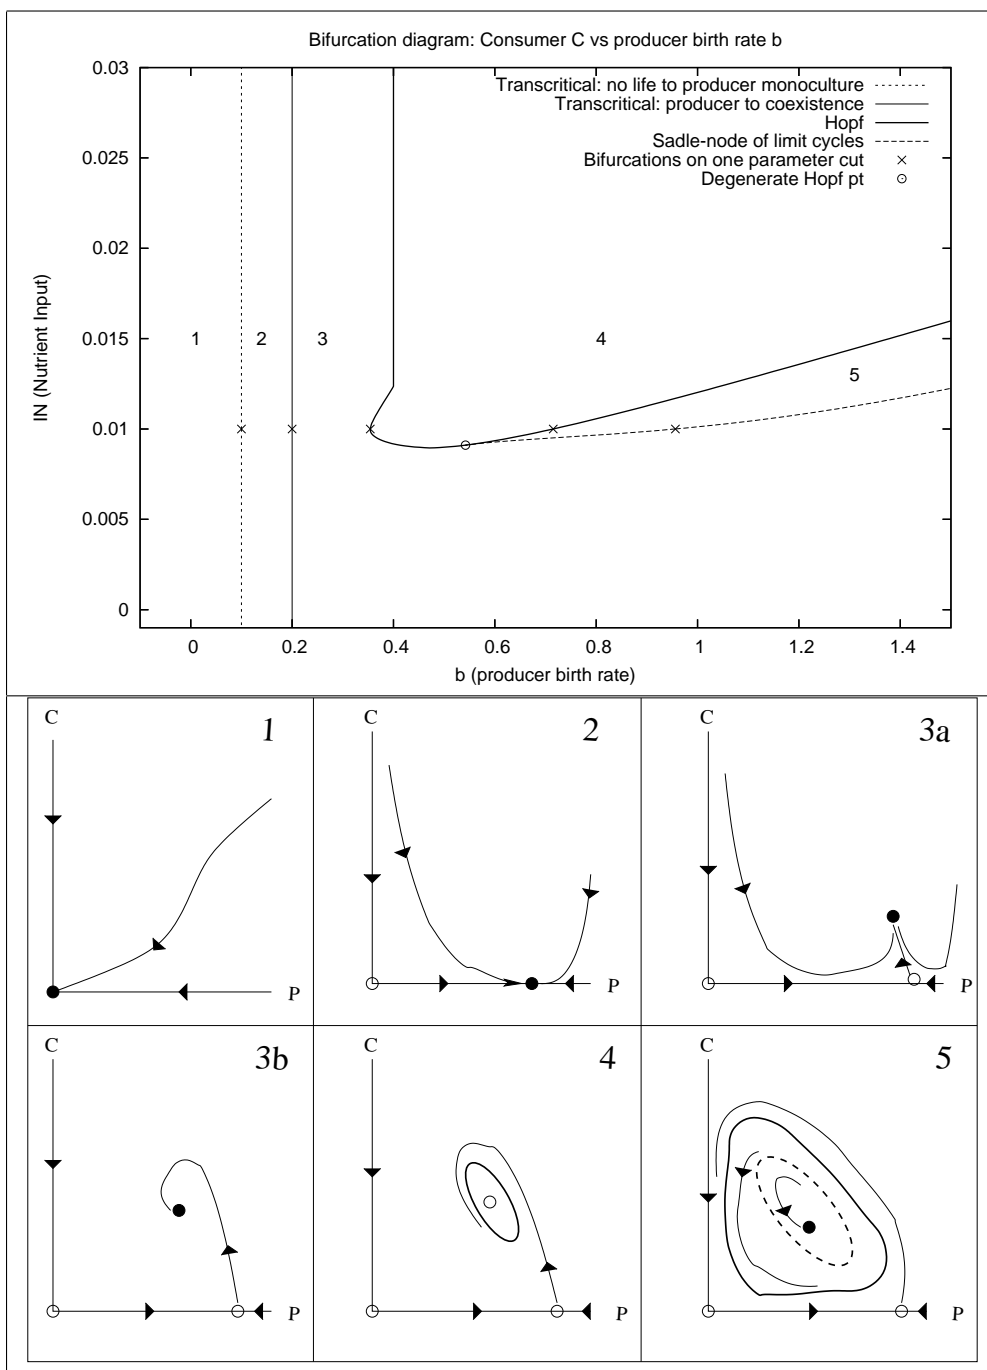 Bifurcation diagram: Consumer C vs producer birth rate b
0.03
Transcritical: no life to producer monoculture
Transcritical: producer to coexistence
Hopf
Sadle-node of limit cycles
Bifurcations on one parameter cut
Degenerate Hopf pt
0.025
0.02
IN (Nutrient Input)
0.015
1
2
3
4
5
0.01
0.005
0
0 0.2 0.4 0.6 0.8 1 1.2 1.4
b (producer birth rate)
C
1
P
C
2
P
C
3a
P
C
3b
P
C
4
P
C
5
P